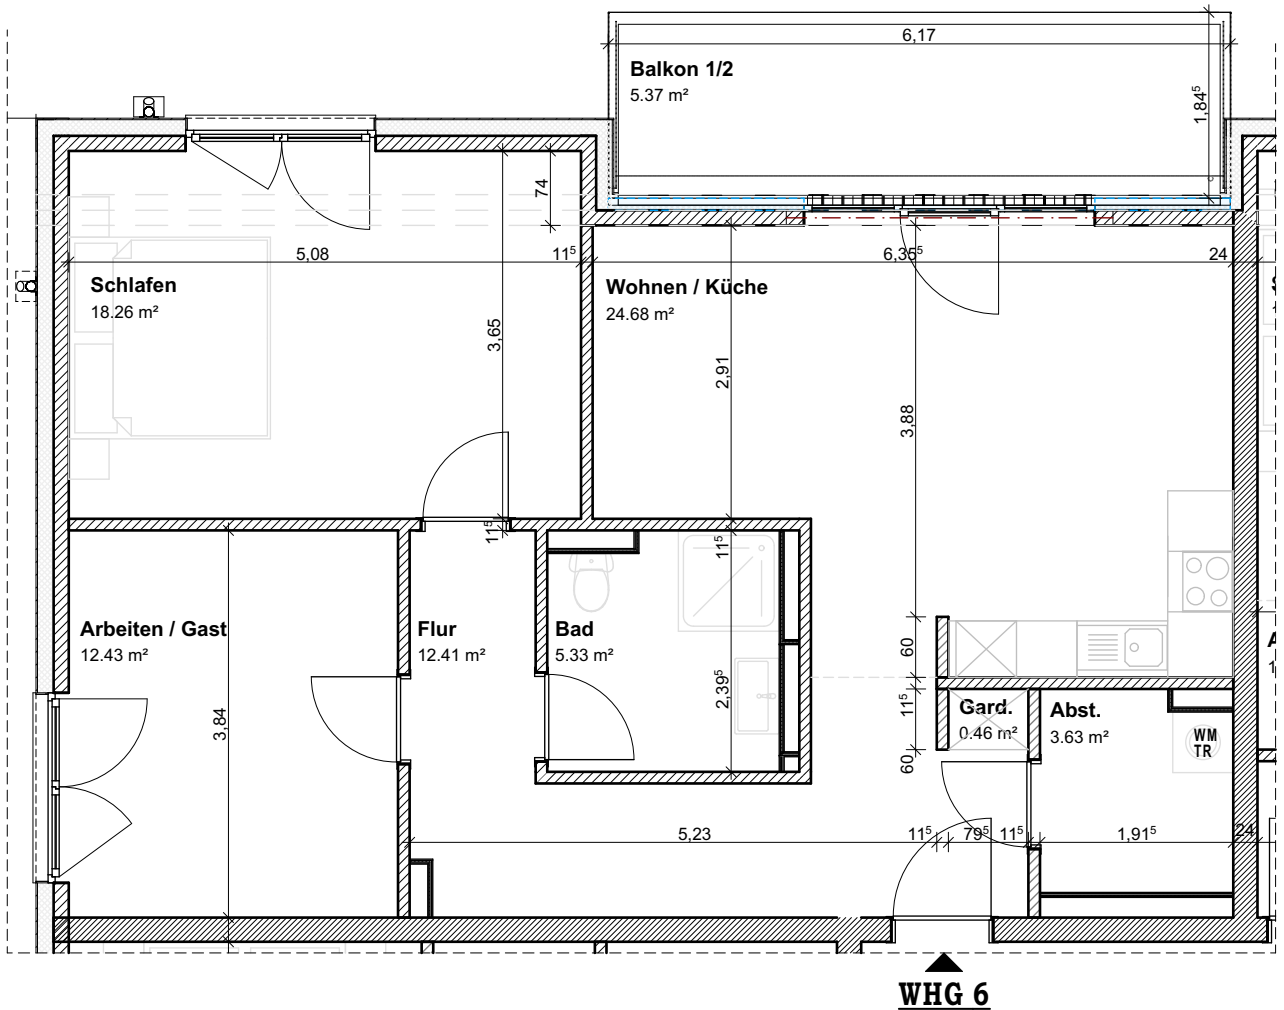 6,17
Balkon 1/2
5.37 m²
1,84⁵
74
5,08
11⁵
6,35⁵
24
Schlafen
18.26 m²
Wohnen / Küche
24.68 m²
3,65
2,91
3,88
11⁵
11⁵
Arbeiten / Gast
12.43 m²
Flur
12.41 m²
Bad
5.33 m²
60
2,39⁵
11⁵
Gard.
0.46 m²
Abst.
3.63 m²
3,84
WM
TR
60
5,23
11⁵
79⁵
11⁵
1,91⁵
24
WHG 6